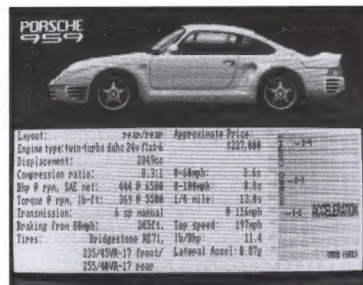 PORSCHE
959
Layout: rear/rear Approximate Price:
Engine type: twin-turbo dohc 24v flat-6 $227,000
Displacement: 2849cc
Compression ratio: 8.3:1 0-60mph: 3.6s
Bhp @ rpm, SAE net: 444 @ 6500 0-100mph: 8.8s
Torque @ rpm, lb-ft: 369 @ 5500 1/4 mile: 12.0s
Transmission: 6 sp manual @ 116mph
Braking from 80mph: Top speed: 197mph
Tires: Bridgestone RE71, lb/Bhp: 11.4
235/45VR-17 front/ Lateral Accel: 0.87g
255/40VR-17 rear
ACCELERATION